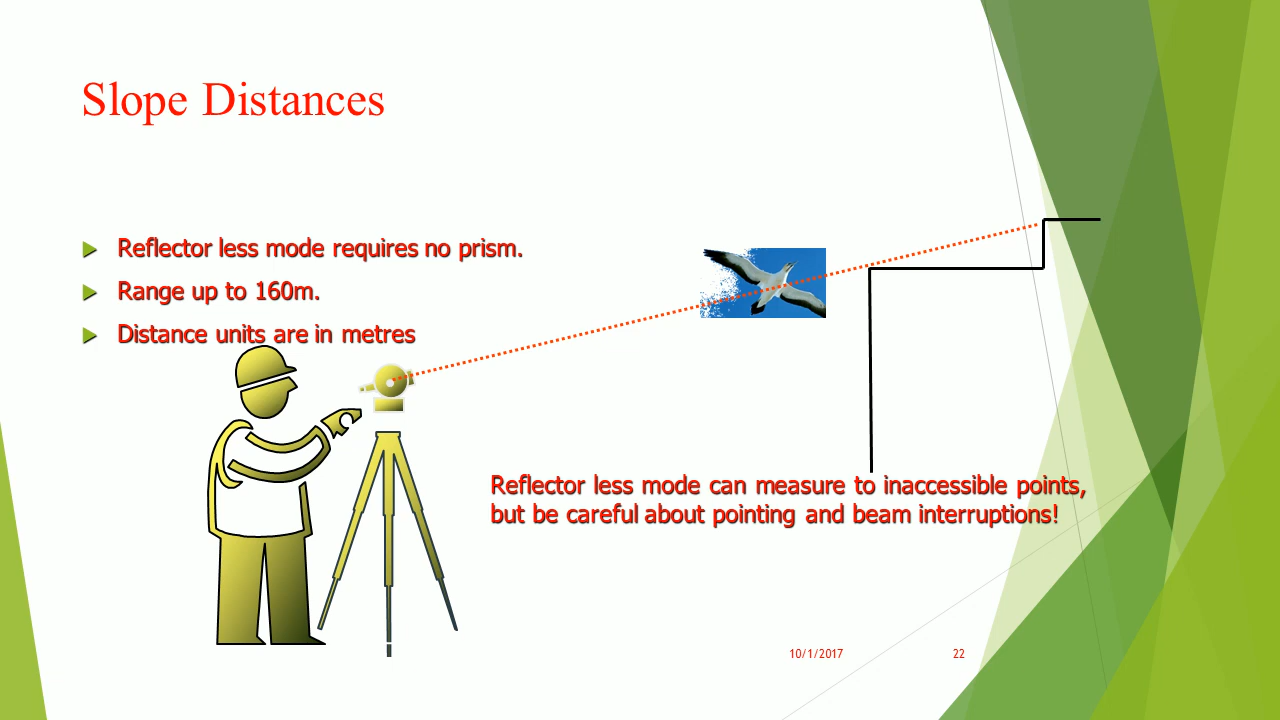 Slope Distances
Reflector less mode requires no prism.
Range up to 160m.
Distance units are in metres
Reflector less mode can measure to inaccessible points,
but be careful about pointing and beam interruptions!
10/1/2017
22